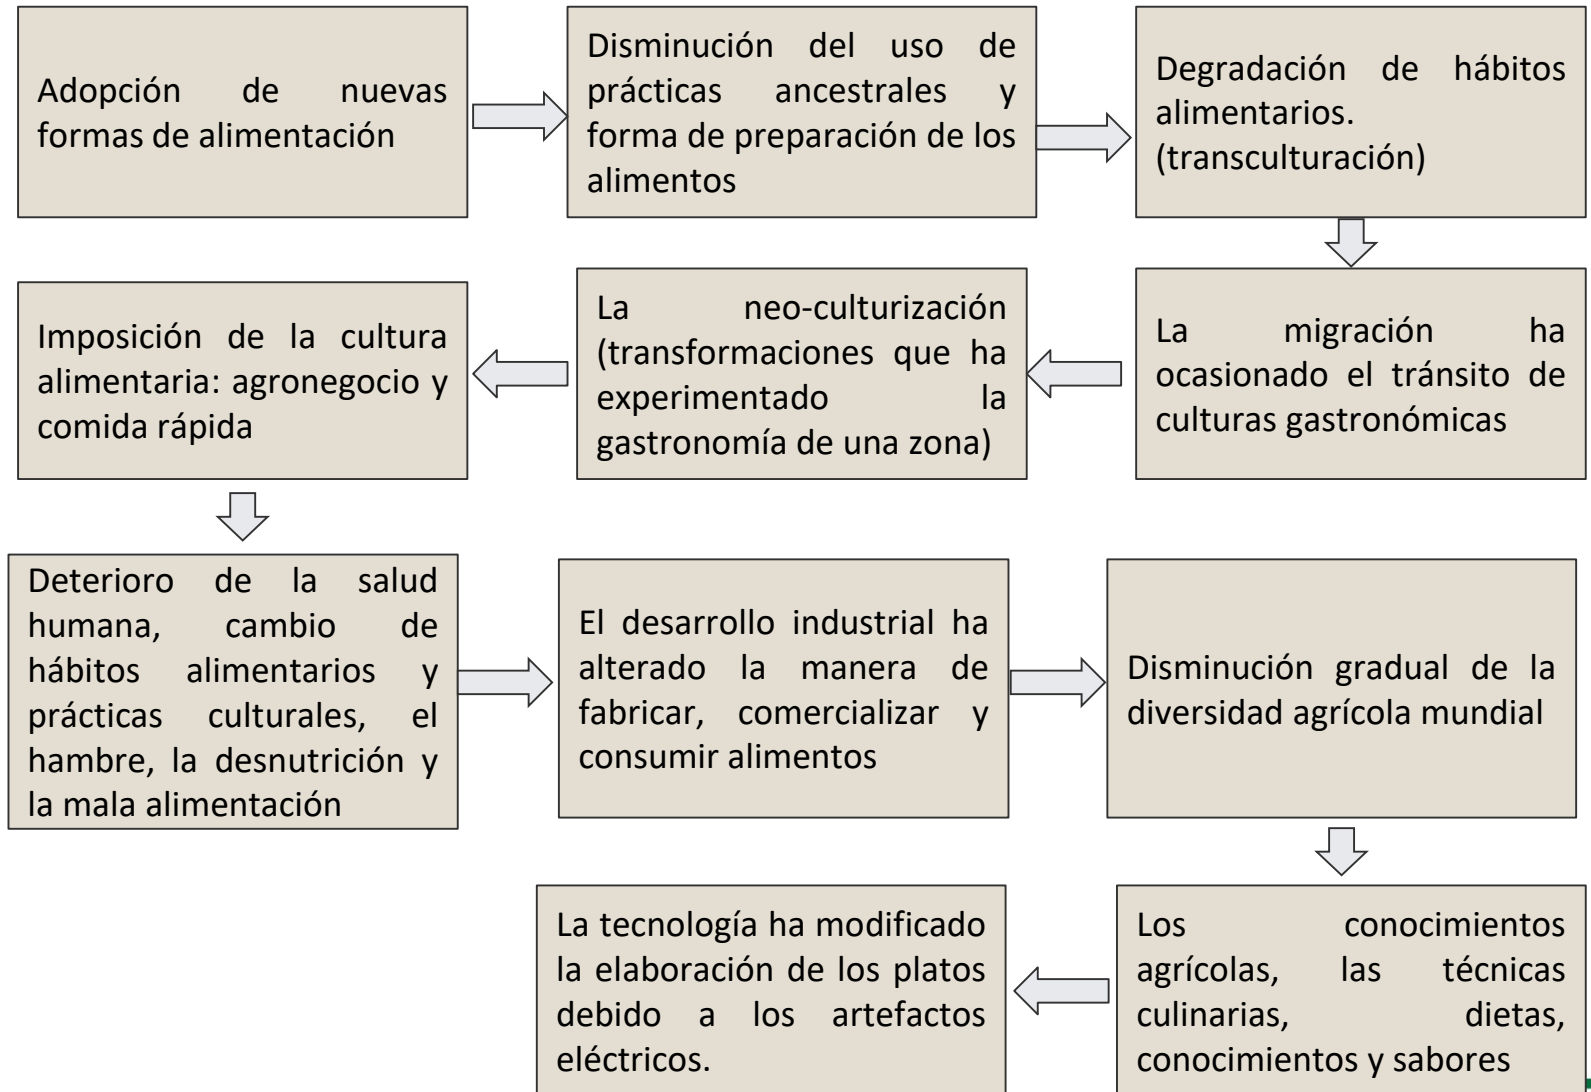 Adopción de nuevas
formas de alimentación
Disminución del uso de
prácticas ancestrales y
forma de preparación de los
alimentos
Degradación de hábitos
alimentarios.
(transculturación)
La migración ha
ocasionado el tránsito de
culturas gastronómicas
La neo-culturización
(transformaciones que ha
experimentado la
gastronomía de una zona)
Imposición de la cultura
alimentaria: agronegocio y
comida rápida
Deterioro de la salud
humana, cambio de
hábitos alimentarios y
prácticas culturales, el
hambre, la desnutrición y
la mala alimentación
El desarrollo industrial ha
alterado la manera de
fabricar, comercializar y
consumir alimentos
Disminución gradual de la
diversidad agrícola mundial
Los conocimientos
agrícolas, las técnicas
culinarias, dietas,
conocimientos y sabores
La tecnología ha modificado
la elaboración de los platos
debido a los artefactos
eléctricos.